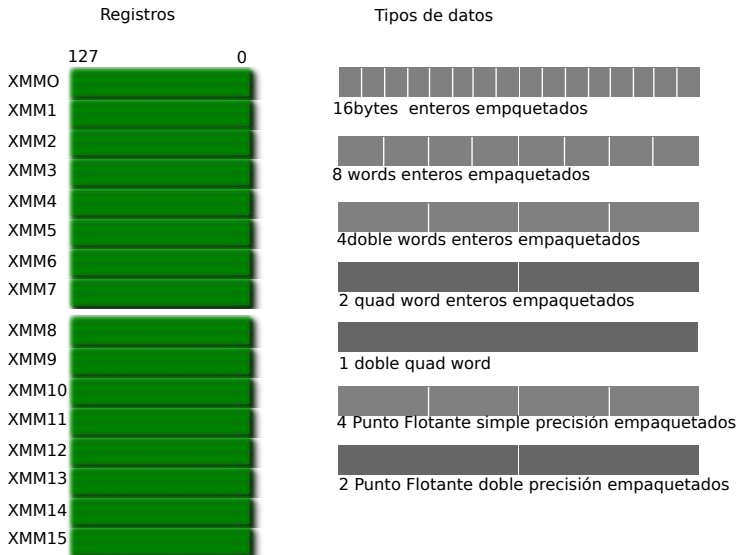 Registros
Tipos de datos
127 0
XMMO
XMM1
XMM2
XMM3
XMM4
XMM5
XMM6
XMM7
XMM8
XMM9
XMM10
XMM11
XMM12
XMM13
XMM14
XMM15
16bytes enteros empquetados
8 words enteros empaquetados
4doble words enteros empaquetados
2 quad word enteros empaquetados
1 doble quad word
4 Punto Flotante simple precisión empaquetados
2 Punto Flotante doble precisión empaquetados